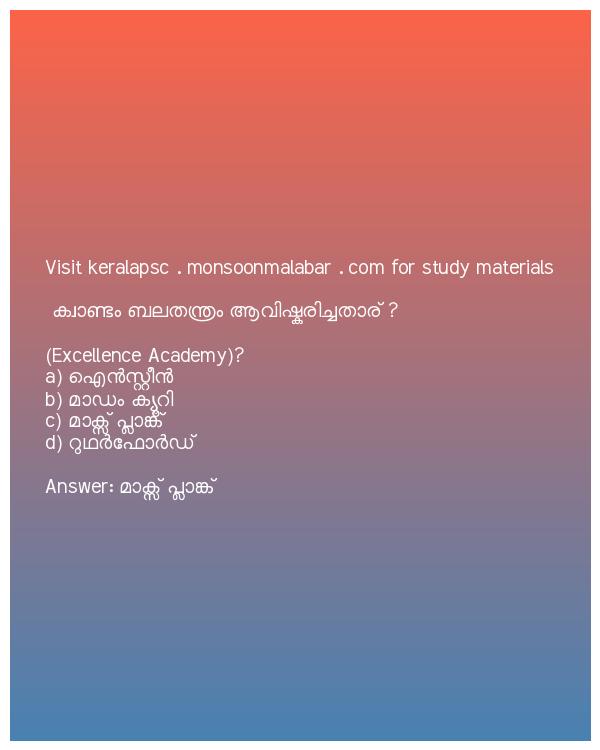 Visit keralapsc . monsoonmalabar . com for study materials
ക്വാണ്ടം ബലതന്ത്രം ആവിഷ്കരിച്ചതാര് ?
(Excellence Academy)?
a) ഐൻസ്റ്റീൻ
b) മാഡം ക്യൂറി
c) മാക്സ് പ്ലാങ്ക്
d) റുഥർഫോർഡ്
Answer: മാക്സ് പ്ലാങ്ക്